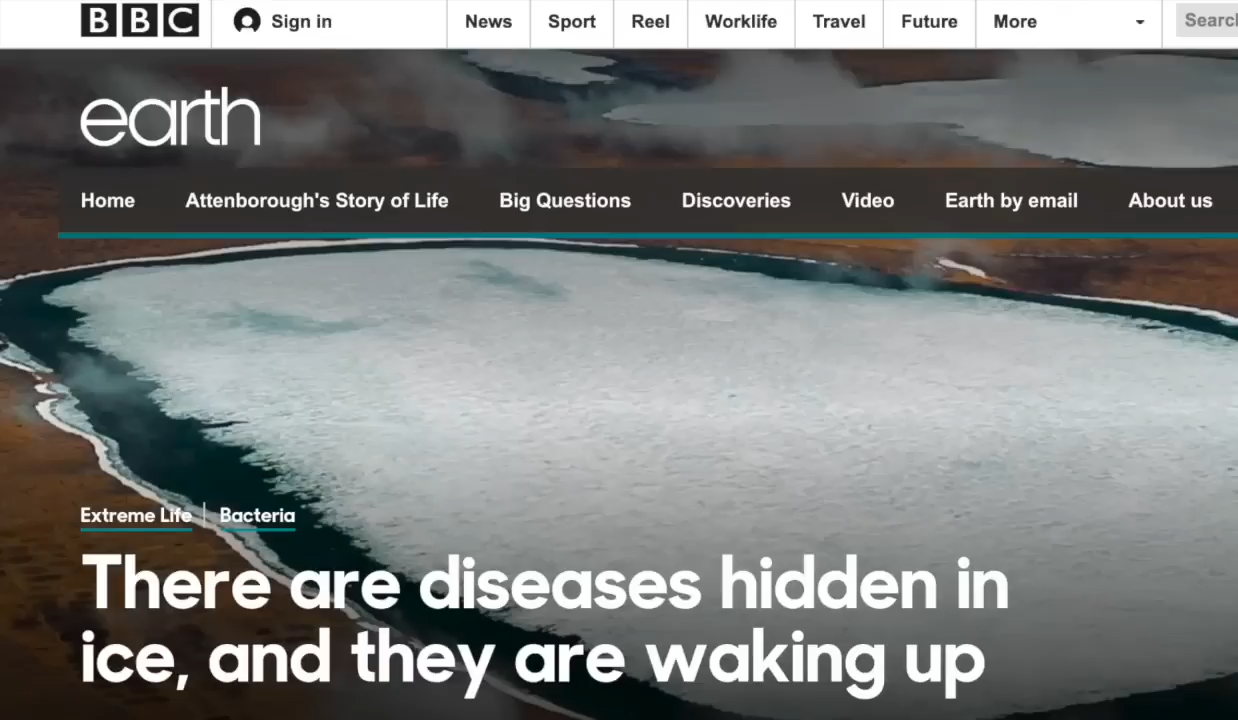 BBC Sign in News Sport Reel Worklife Travel Future More
earth
Home Attenborough's Story of Life Big Questions Discoveries Video Earth by email About us
Extreme Life Bacteria
There are diseases hidden in
ice, and they are waking up